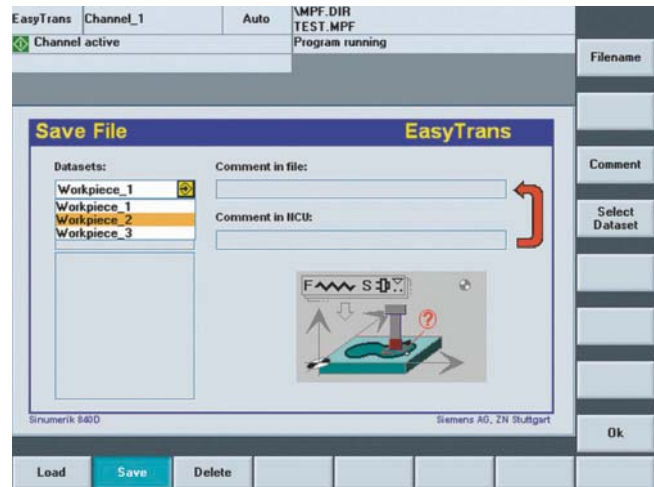 EasyTrans Channel_1 Auto \MPF.DIR
TEST.MPF
Channel active Program running
Filename
Save File EasyTrans
Datasets: Comment in file:
Comment
Workpiece_1
Workpiece_1
Workpiece_2
Workpiece_3
Comment in NCU:
Select
Dataset
F S
?
Sinumerik 840D Siemens AG, ZN Stuttgart
Ok
Load Save Delete